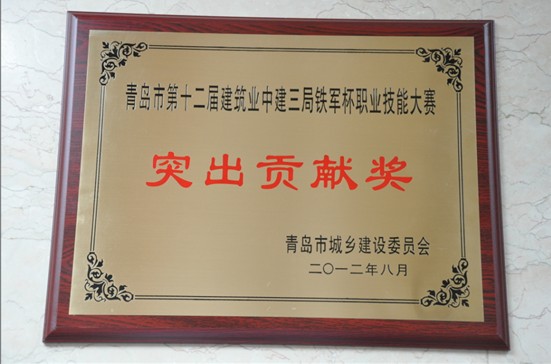 青岛市第十二届建筑业中建三局铁军杯职业技能大赛
突出贡献奖
青岛市城乡建设委员会
二〇一二年八月